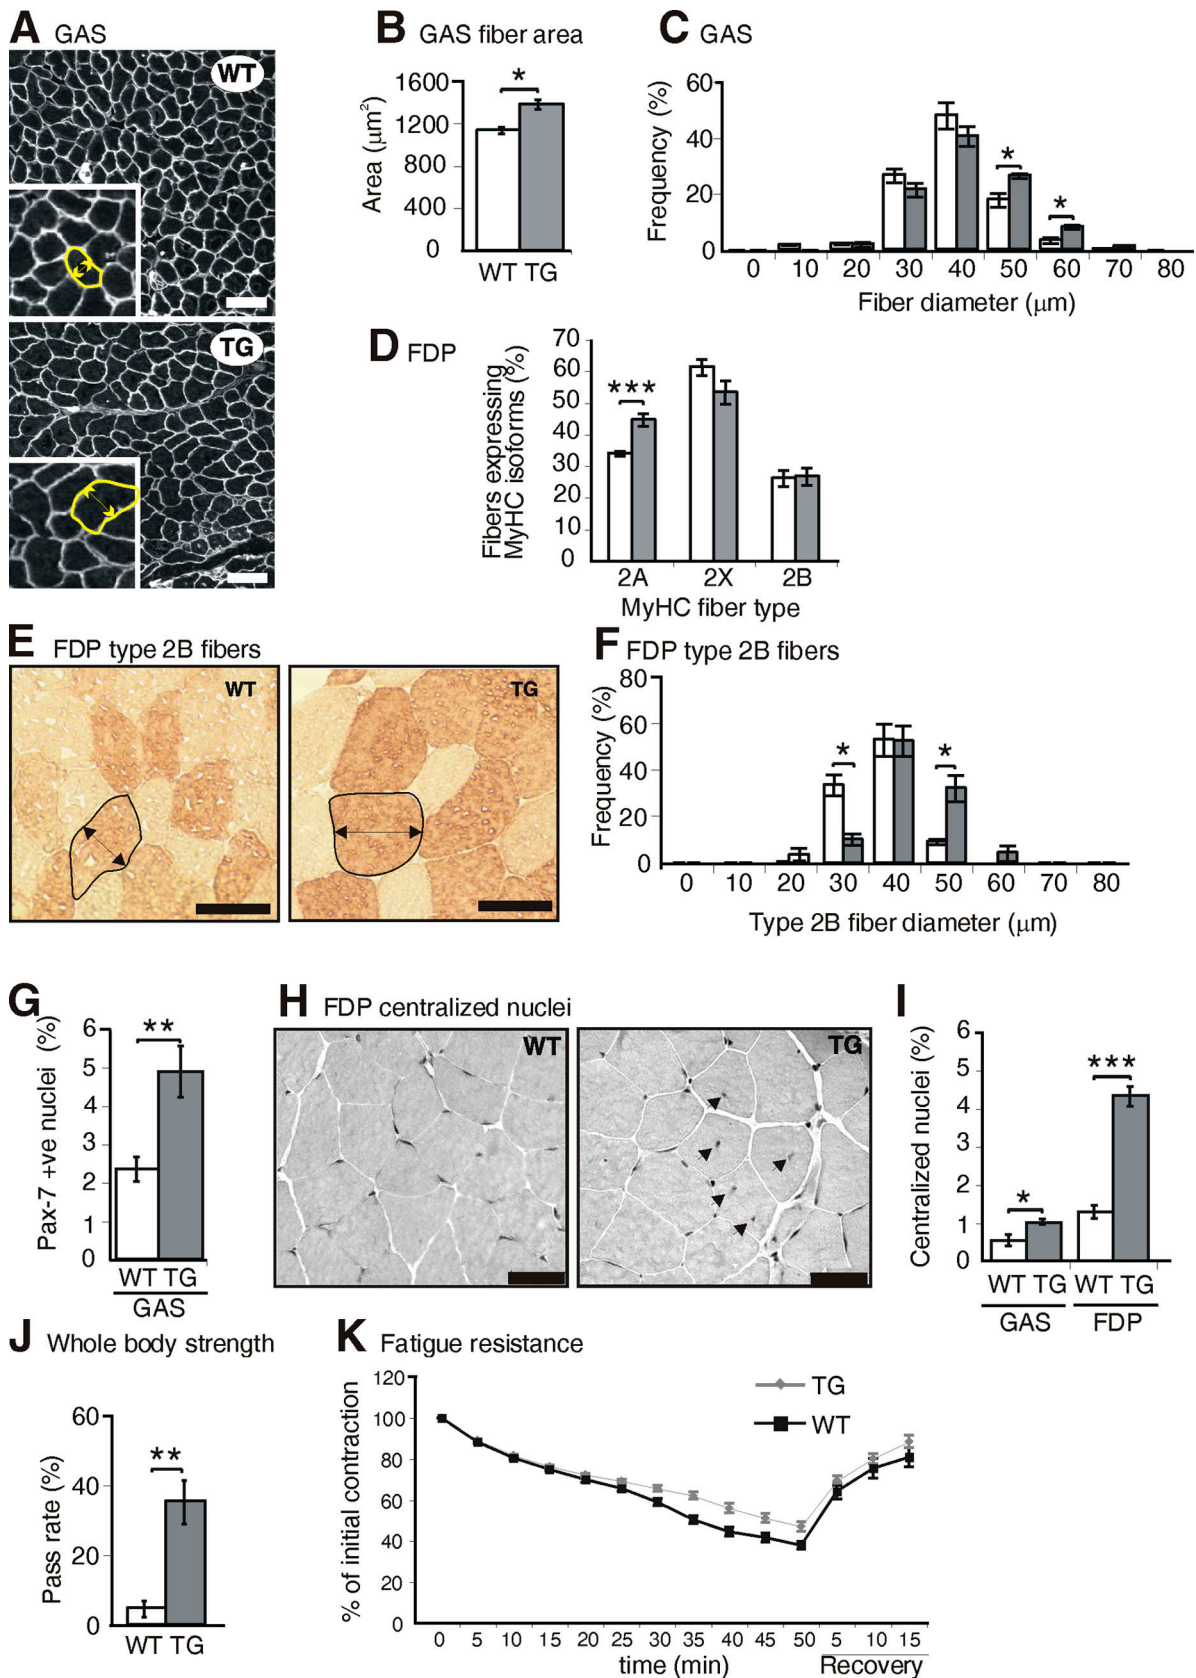 A GAS
WT
TG
B GAS fiber area
Area (μm²)
1600
1200
800
400
0
*
WT TG
C GAS
Frequency (%)
60
40
20
0
*
*
0 10 20 30 40 50 60 70 80
Fiber diameter (μm)
D FDP
Fibers expressing
MyHC isoforms (%)
70
60
50
40
30
20
10
0
***
2A 2X 2B
MyHC fiber type
E FDP type 2B fibers
WT
TG
F FDP type 2B fibers
Frequency (%)
80
60
40
20
0
*
*
0 10 20 30 40 50 60 70 80
Type 2B fiber diameter (μm)
G
Pax-7 +ve nuclei (%)
6
5
4
3
2
1
0
**
WT TG
GAS
H FDP centralized nuclei
WT
TG
I
Centralized nuclei (%)
6
5
4
3
2
1
0
*
***
WT TG WT TG
GAS FDP
J Whole body strength
Pass rate (%)
60
40
20
0
**
WT TG
K Fatigue resistance
% of initial contraction
120
100
80
60
40
20
0
TG
WT
0 5 10 15 20 25 30 35 40 45 50 5 10 15
time (min) Recovery